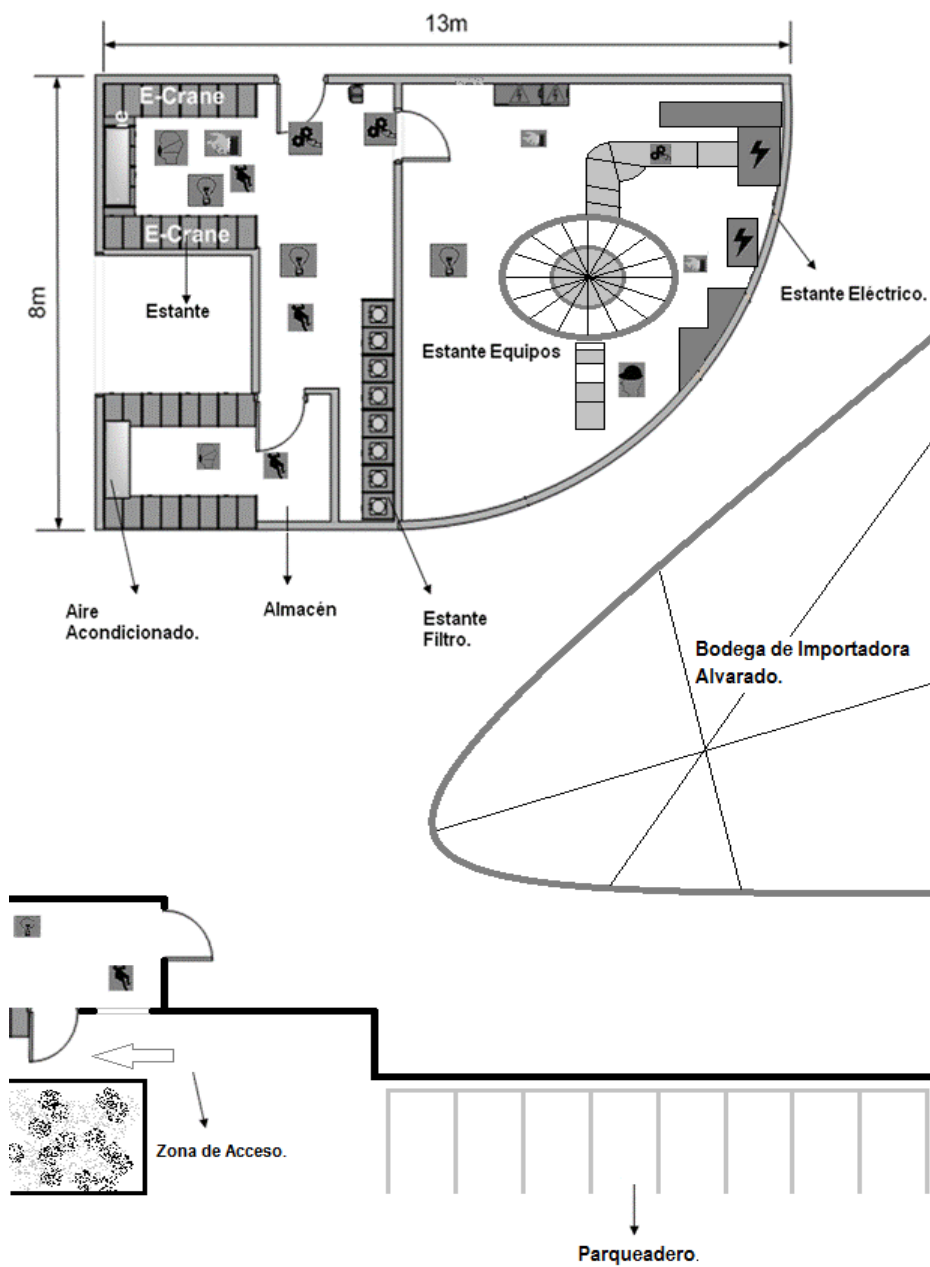 13m
8m
E-Crane
E-Crane
Estante
Estante Equipos
Estante Eléctrico.
Aire
Acondicionado.
Almacén
Estante
Filtro.
Bodega de Importadora
Alvarado.
Zona de Acceso.
Parqueadero.